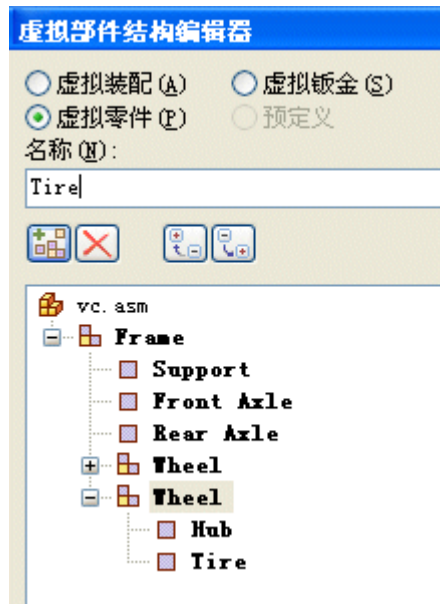 虚拟部件结构编辑器
虚拟装配(A) 虚拟钣金(S)
虚拟零件(P) 预定义
名称(N):
Tire
vc.asm
Frame
Support
Front Axle
Rear Axle
Wheel
Wheel
Hub
Tire